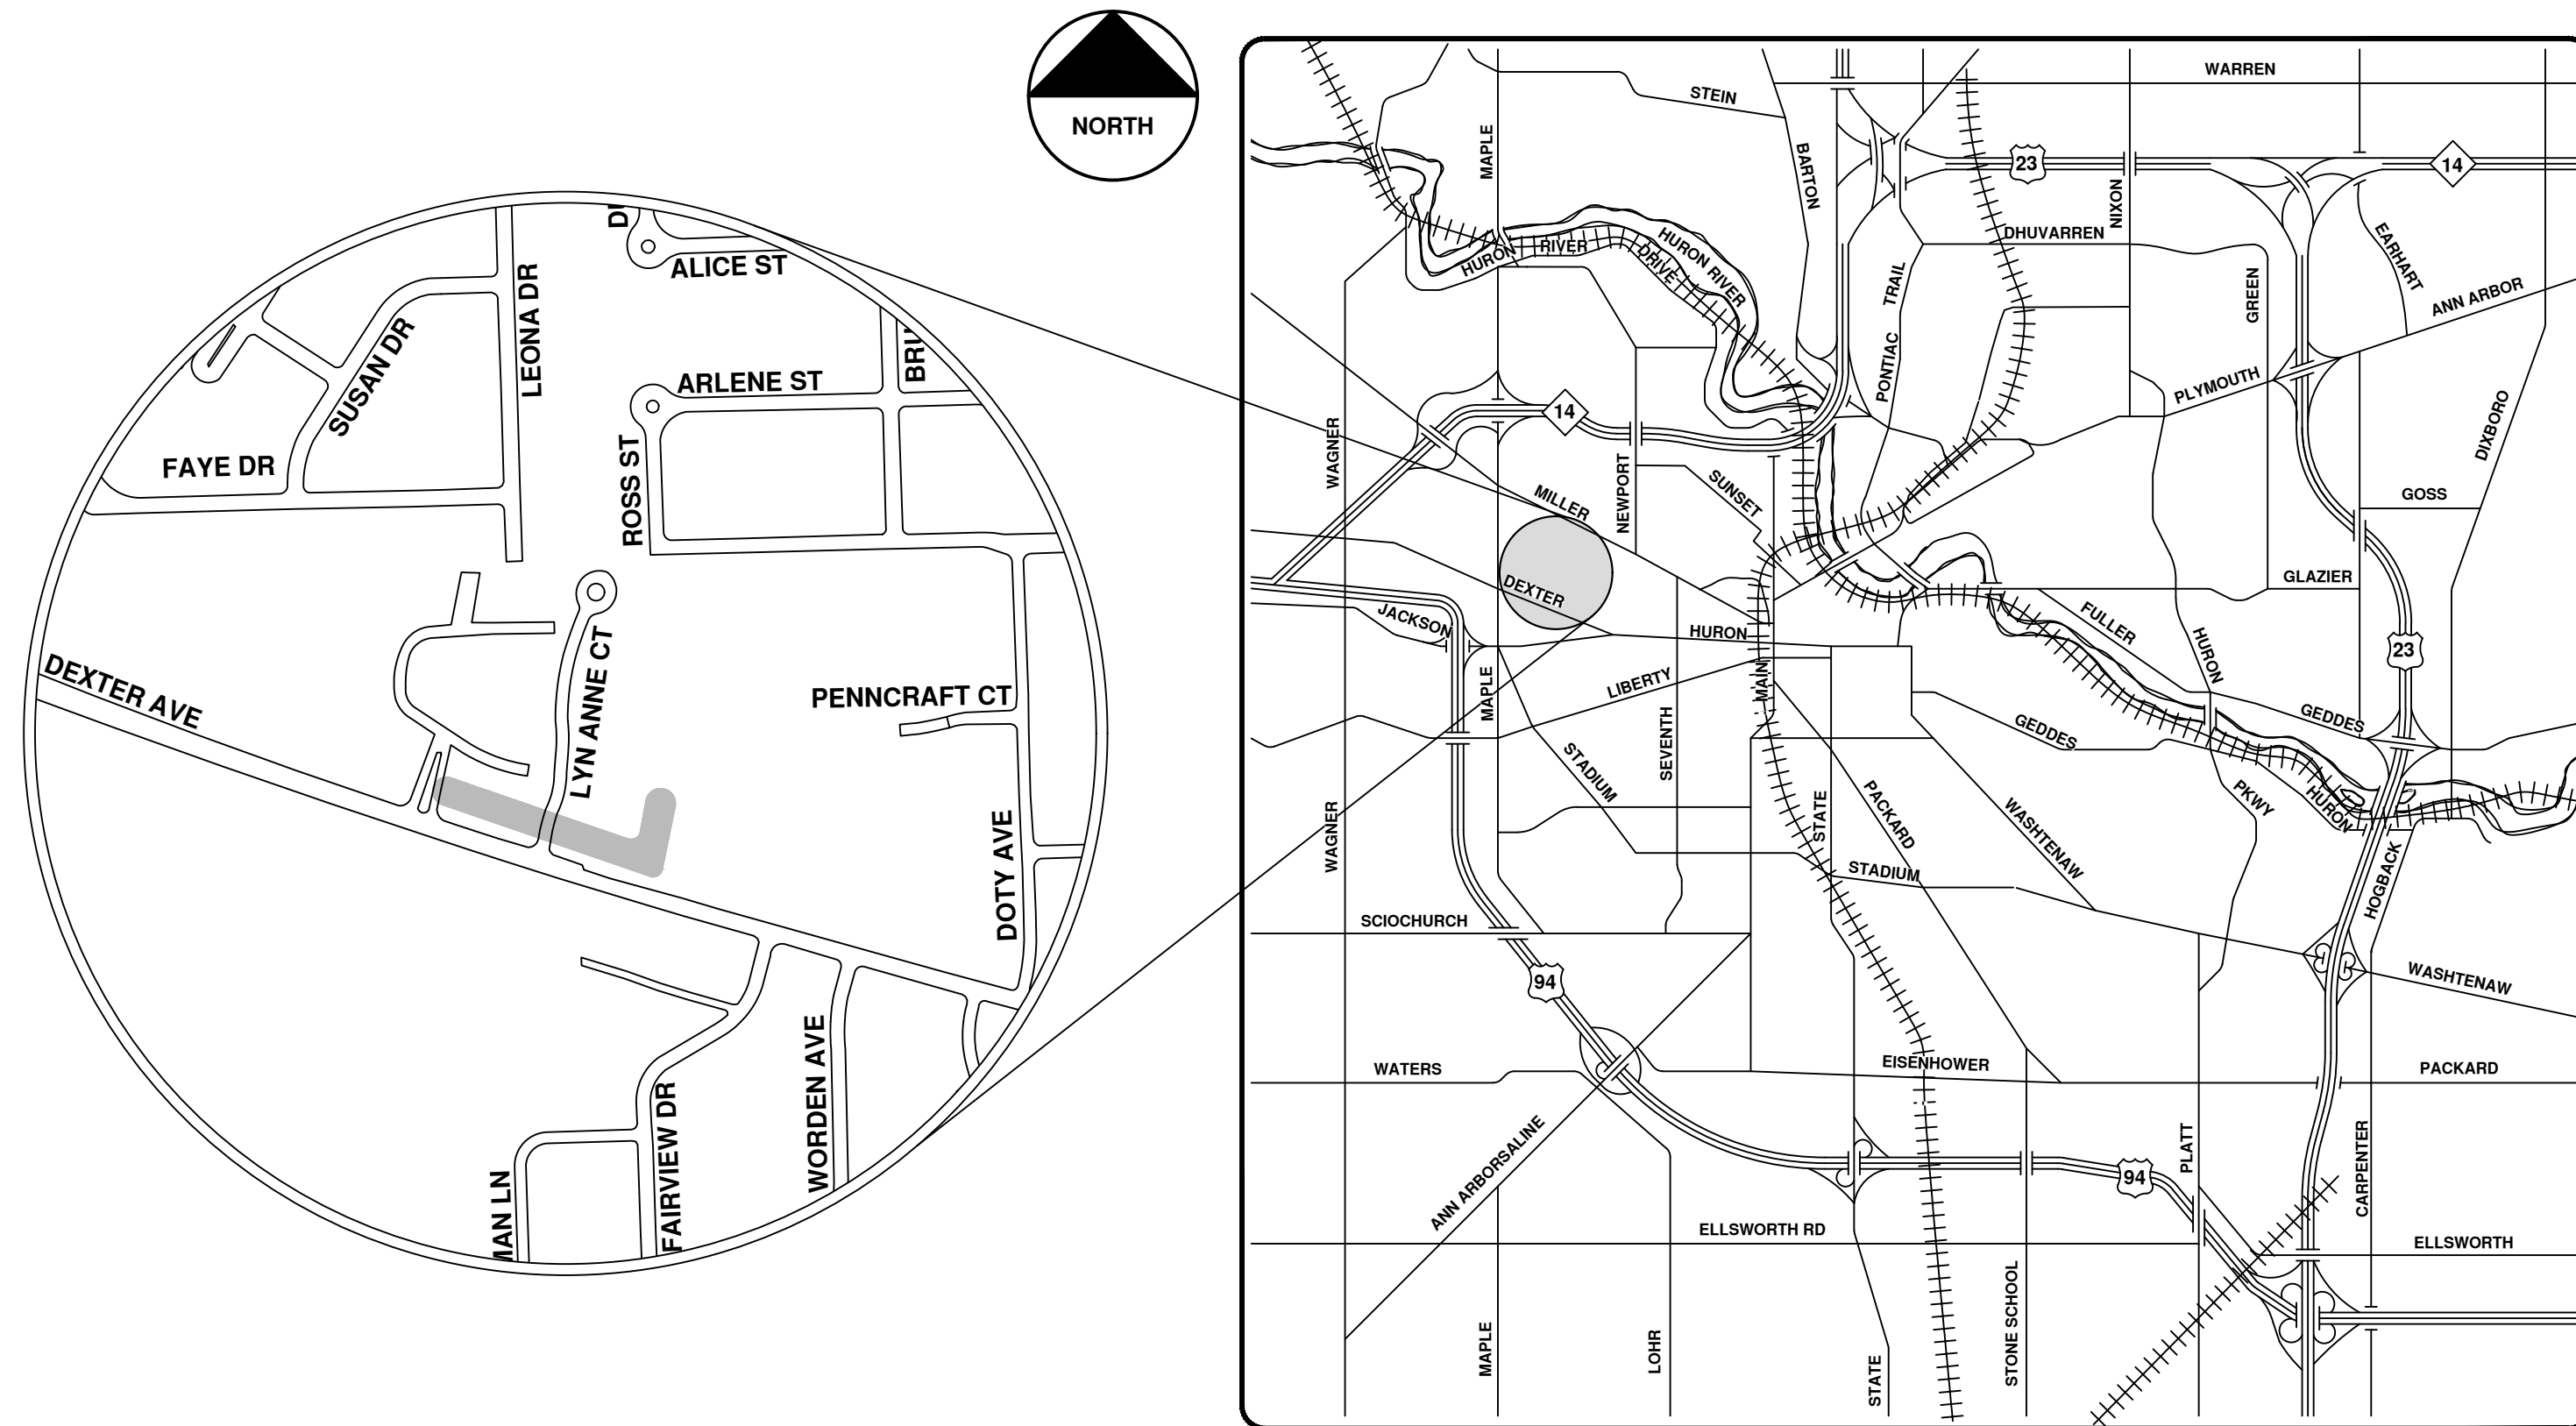 NORTH
D
ALICE ST
LEONA DR
SUSAN DR
BRU
ARLENE ST
FAYE DR
ROSS ST
DEXTER AVE
LYN ANNE CT
PENNCRAFT CT
DOTY AVE
WORDEN AVE
FAIRVIEW DR
MAN LN
WARREN
STEIN
MAPLE
BARTON
23
14
NIXON
DHUVARREN
EARHART
HURON
RIVER
DRIVE
HURON RIVER
TRAIL
GREEN
ANN ARBOR
PONTIAC
PLYMOUTH
14
WAGNER
DIXBORO
NEWPORT
SUNSET
MILLER
GOSS
DEXTER
GLAZIER
JACKSON
HURON
FULLER
HURON
23
MAPLE
LIBERTY
MAIN
GEDDES
GEDDES
STADIUM
SEVENTH
PKWY
HURON
WAGNER
STATE
PACKARD
WASHTENAW
STADIUM
HOGBACK
SCIOCHURCH
94
WASHTENAW
WATERS
EISENHOWER
PACKARD
ANN ARBORSALINE
PLATT
CARPENTER
94
ELLSWORTH RD
ELLSWORTH
MAPLE
LOHR
STATE
STONE SCHOOL